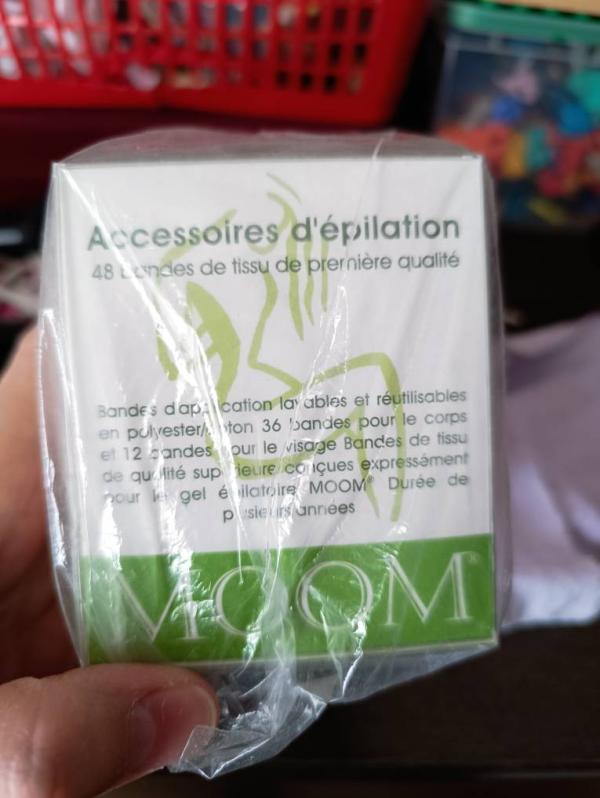 Accessoires d'épilation
48 Bandes de tissu de première qualité
Bandes d'application lavables et réutilisables
en polyester/coton 36 bandes pour le corps
et 12 bandes pour le visage Bandes de tissu
de qualité supérieure conçues expressément
pour le gel épilatoire MOOM® Durée de
plusieurs années
MOOM®